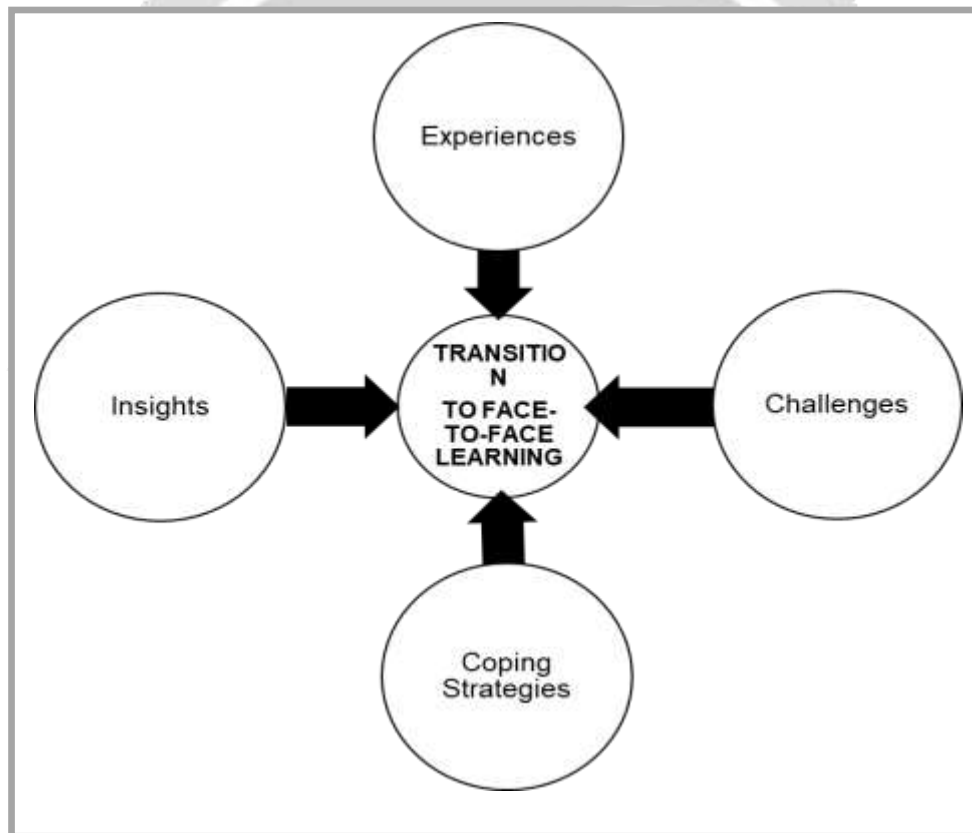 Experiences
Insights
TRANSITIO
N
TO FACE-
TO-FACE
LEARNING
Challenges
Coping
Strategies